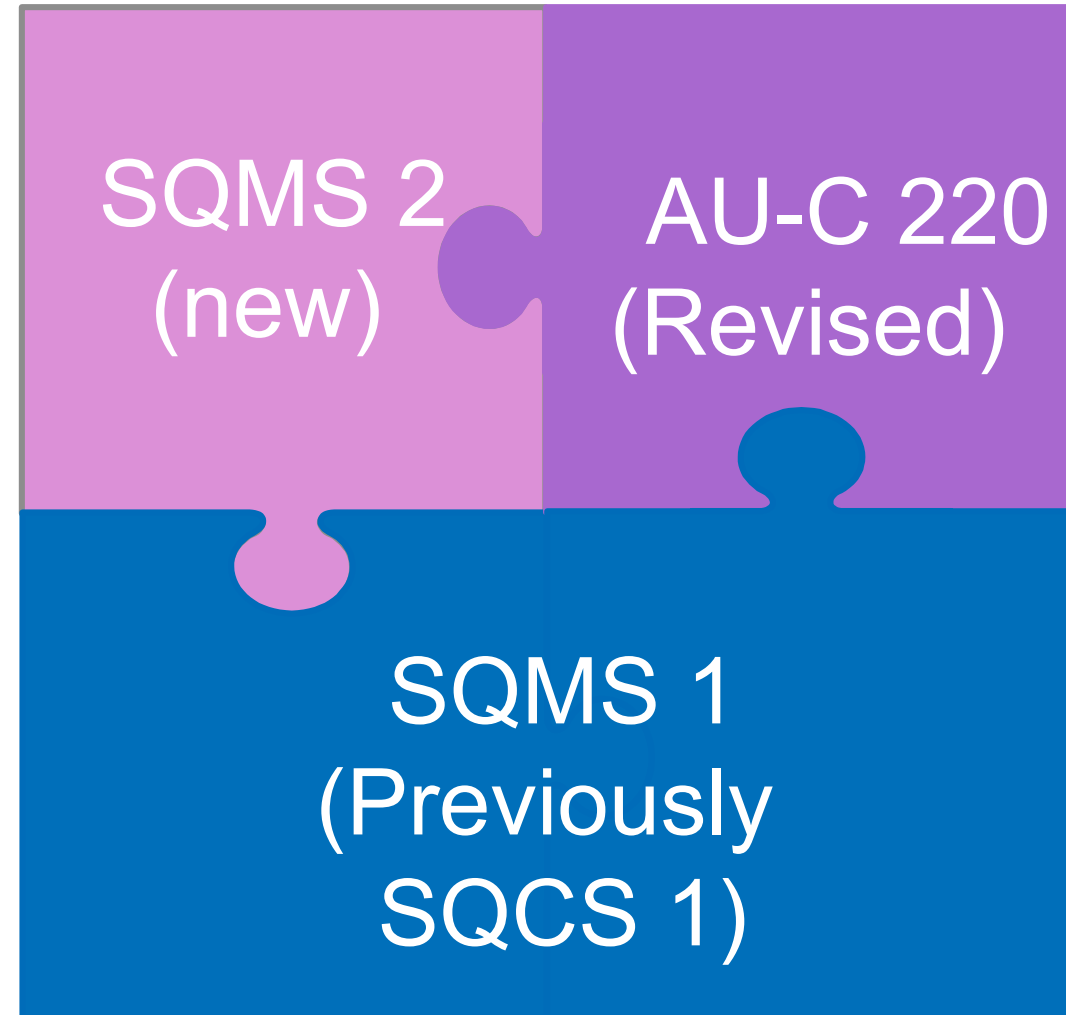 SQMS 2
(new)
AU-C 220
(Revised)
SQMS 1
(Previously
SQCS 1)